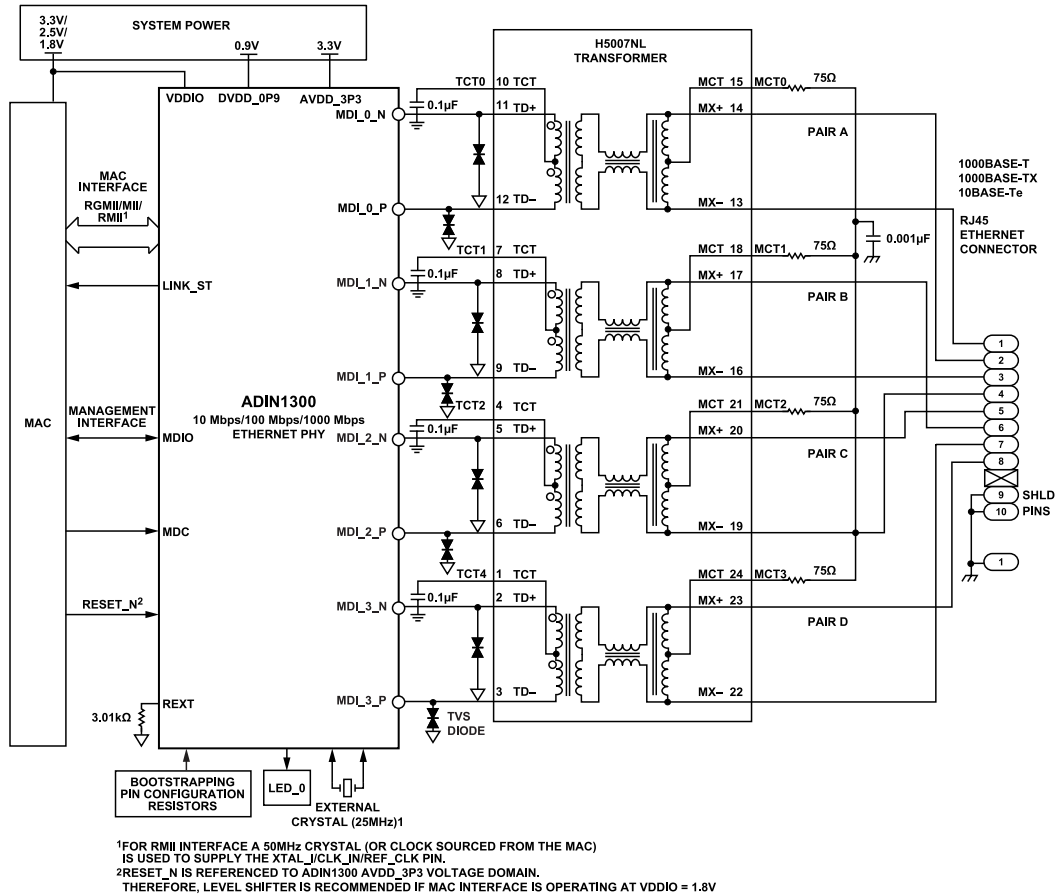 SYSTEM POWER
3.3V/
2.5V/
1.8V
0.9V
3.3V
VDDIO
DVDD_0P9
AVDD_3P3
MAC
MAC
INTERFACE
RGMII/MII/
RMII1
LINK_ST
MANAGEMENT
INTERFACE
MDIO
MDC
RESET_N2
REXT
3.01kΩ
ADIN1300
10 Mbps/100 Mbps/1000 Mbps
ETHERNET PHY
MDI_0_N
MDI_0_P
MDI_1_N
MDI_1_P
MDI_2_N
MDI_2_P
MDI_3_N
MDI_3_P
BOOTSTRAPPING
PIN CONFIGURATION
RESISTORS
LED_0
EXTERNAL
CRYSTAL (25MHz)1
TVS
DIODE
H5007NL
TRANSFORMER
TCT0 10 TCT
0.1µF
11 TD+
12 TD–
MCT 15 MCT0 75Ω
MX+ 14
PAIR A
MX– 13
TCT1 7 TCT
0.1µF
8 TD+
9 TD–
MCT 18 MCT1 75Ω
MX+ 17
PAIR B
MX– 16
TCT2 4 TCT
0.1µF
5 TD+
6 TD–
MCT 21 MCT2 75Ω
MX+ 20
PAIR C
MX– 19
TCT4 1 TCT
0.1µF
2 TD+
3 TD–
MCT 24 MCT3 75Ω
MX+ 23
PAIR D
MX– 22
0.001µF
1000BASE-T
1000BASE-TX
10BASE-Te
RJ45
ETHERNET
CONNECTOR
1
2
3
4
5
6
7
8
9 SHLD
10 PINS
1
1FOR RMII INTERFACE A 50MHz CRYSTAL (OR CLOCK SOURCED FROM THE MAC)
IS USED TO SUPPLY THE XTAL_I/CLK_IN/REF_CLK PIN.
2RESET_N IS REFERENCED TO ADIN1300 AVDD_3P3 VOLTAGE DOMAIN.
THEREFORE, LEVEL SHIFTER IS RECOMMENDED IF MAC INTERFACE IS OPERATING AT VDDIO = 1.8V